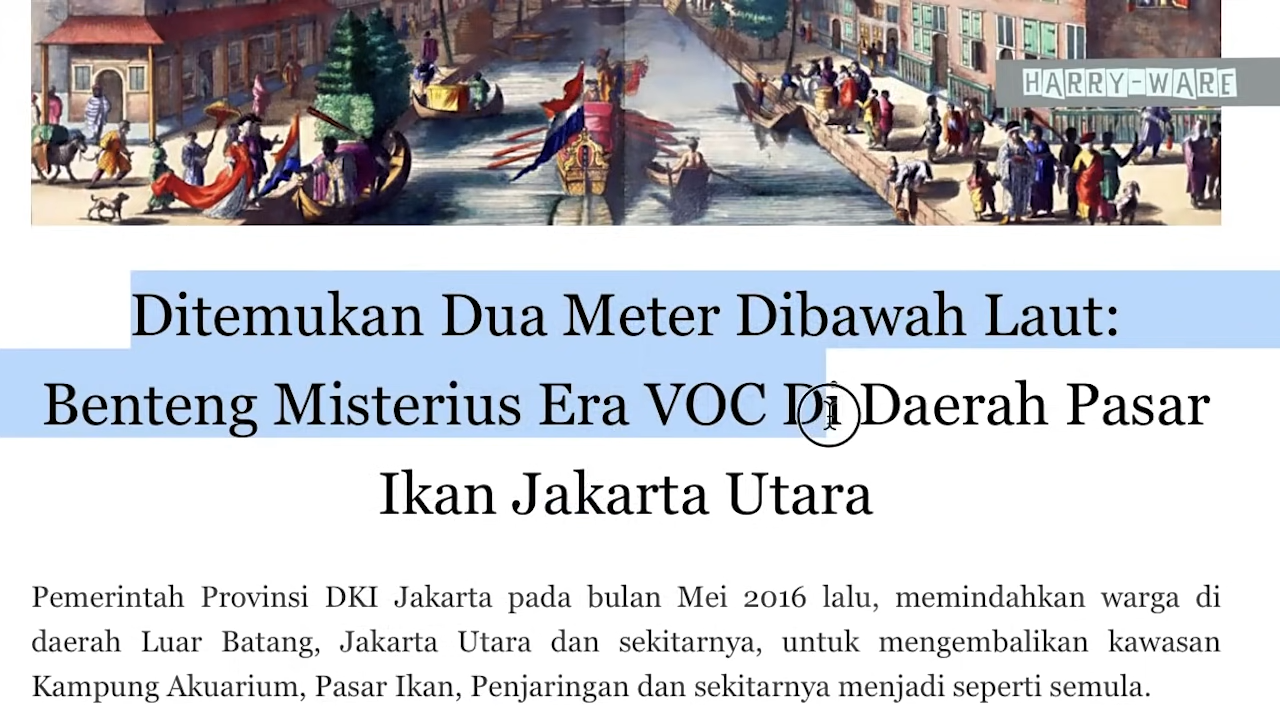 HARRY-WARE
Ditemukan Dua Meter Dibawah Laut:
Benteng Misterius Era VOC Di Daerah Pasar
Ikan Jakarta Utara
Pemerintah Provinsi DKI Jakarta pada bulan Mei 2016 lalu, memindahkan warga di
daerah Luar Batang, Jakarta Utara dan sekitarnya, untuk mengembalikan kawasan
Kampung Akuarium, Pasar Ikan, Penjaringan dan sekitarnya menjadi seperti semula.